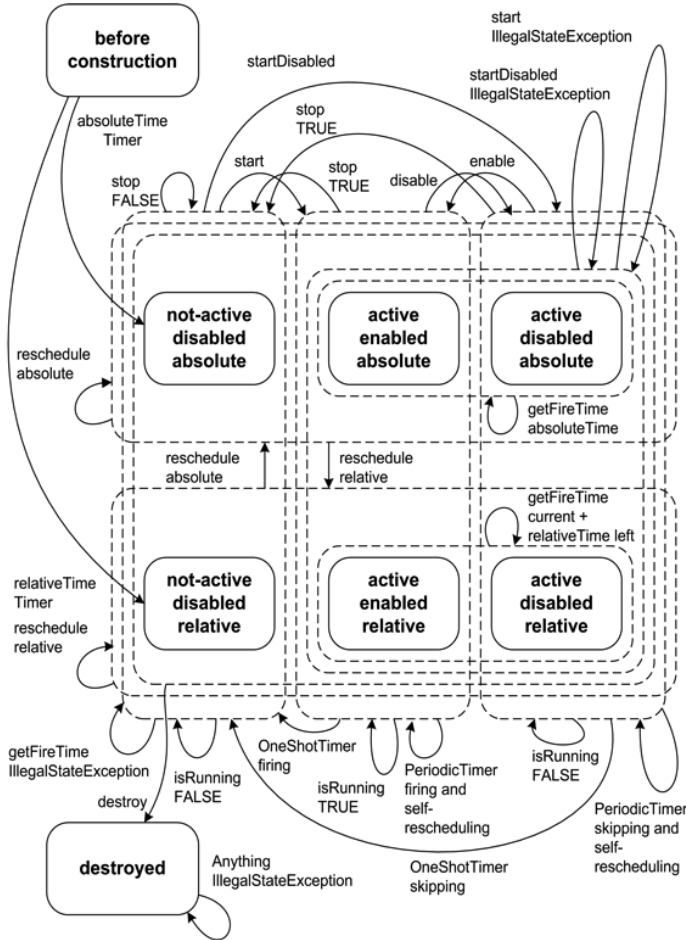 before
construction
start
IllegalStateException
startDisabled
startDisabled
IllegalStateException
absoluteTime
Timer
stop
TRUE
start
stop
TRUE
disable
enable
stop
FALSE
not-active
disabled
absolute
active
enabled
absolute
active
disabled
absolute
reschedule
absolute
getFireTime
absoluteTime
reschedule
absolute
reschedule
relative
getFireTime
current +
relativeTime left
not-active
disabled
relative
active
enabled
relative
active
disabled
relative
relativeTime
Timer
reschedule
relative
getFireTime
IllegalStateException
isRunning
FALSE
OneShotTimer
firing
isRunning
TRUE
PeriodicTimer
firing and
self-
rescheduling
isRunning
FALSE
PeriodicTimer
skipping and
self-
rescheduling
destroy
OneShotTimer
skipping
destroyed
Anything
IllegalStateException